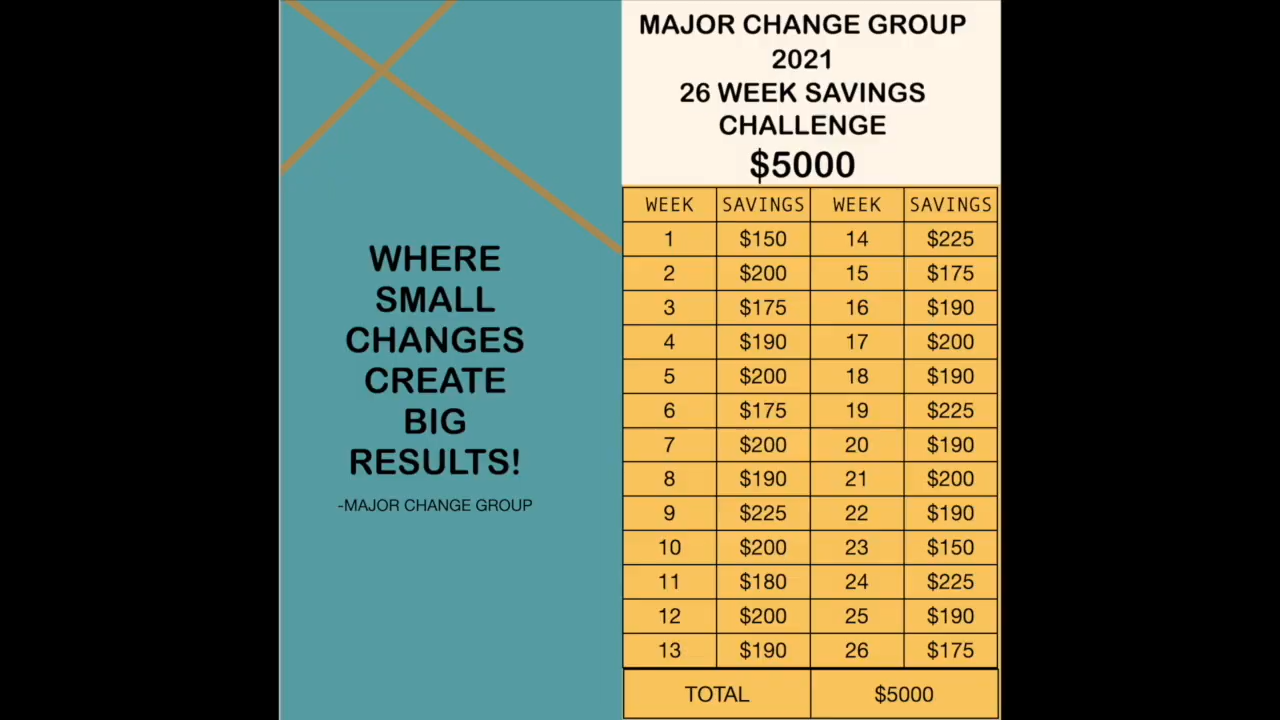 WHERE
SMALL
CHANGES
CREATE
BIG
RESULTS!
-MAJOR CHANGE GROUP
MAJOR CHANGE GROUP
2021
26 WEEK SAVINGS
CHALLENGE
$5000
WEEK SAVINGS WEEK SAVINGS
1 $150 14 $225
2 $200 15 $175
3 $175 16 $190
4 $190 17 $200
5 $200 18 $190
6 $175 19 $225
7 $200 20 $190
8 $190 21 $200
9 $225 22 $190
10 $200 23 $150
11 $180 24 $225
12 $200 25 $190
13 $190 26 $175
TOTAL $5000